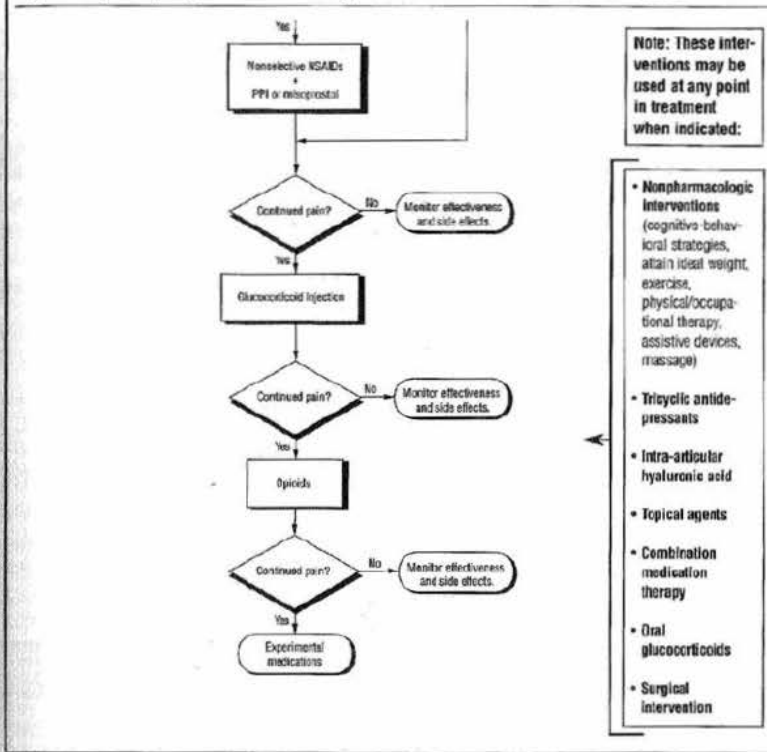 Yes
Nonselective NSAIDs
+
PPI or misoprostal
Continued pain?
No
Monitor effectiveness
and side effects.
Yes
Glucocorticoid injection
Continued pain?
No
Monitor effectiveness
and side effects.
Yes
Opioids
Continued pain?
No
Monitor effectiveness
and side effects.
Yes
Experimental
medications
Note: These inter-
ventions may be
used at any point
in treatment
when indicated:
• Nonpharmacologic
interventions
(cognitive-behav-
ioral strategies,
attain ideal weight,
exercise,
physical/occupa-
tional therapy,
assistive devices,
massage)
• Tricyclic antide-
pressants
• Intra-articular
hyaluronic acid
• Topical agents
• Combination
medication
therapy
• Oral
glucocorticoids
• Surgical
intervention